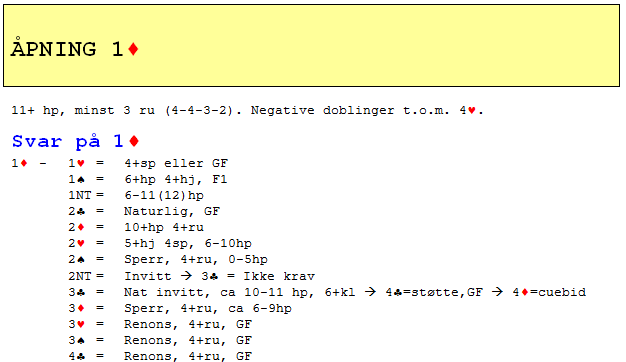 ÅPNING 1♦
11+ hp, minst 3 ru (4-4-3-2). Negative doblinger t.o.m. 4♥.
Svar på 1♦
1♦ - 1♥ = 4+sp eller GF
1♠ = 6+hp 4+hj, F1
1NT = 6-11(12)hp
2♣ = Naturlig, GF
2♦ = 10+hp 4+ru
2♥ = 5+hj 4sp, 6-10hp
2♠ = Sperr, 4+ru, 0-5hp
2NT = Invitt → 3♣ = Ikke krav
3♣ = Nat invitt, ca 10-11 hp, 6+kl → 4♣=støtte,GF → 4♦=cuebid
3♦ = Sperr, 4+ru, ca 6-9hp
3♥ = Renons, 4+ru, GF
3♠ = Renons, 4+ru, GF
4♣ = Renons, 4+ru, GF